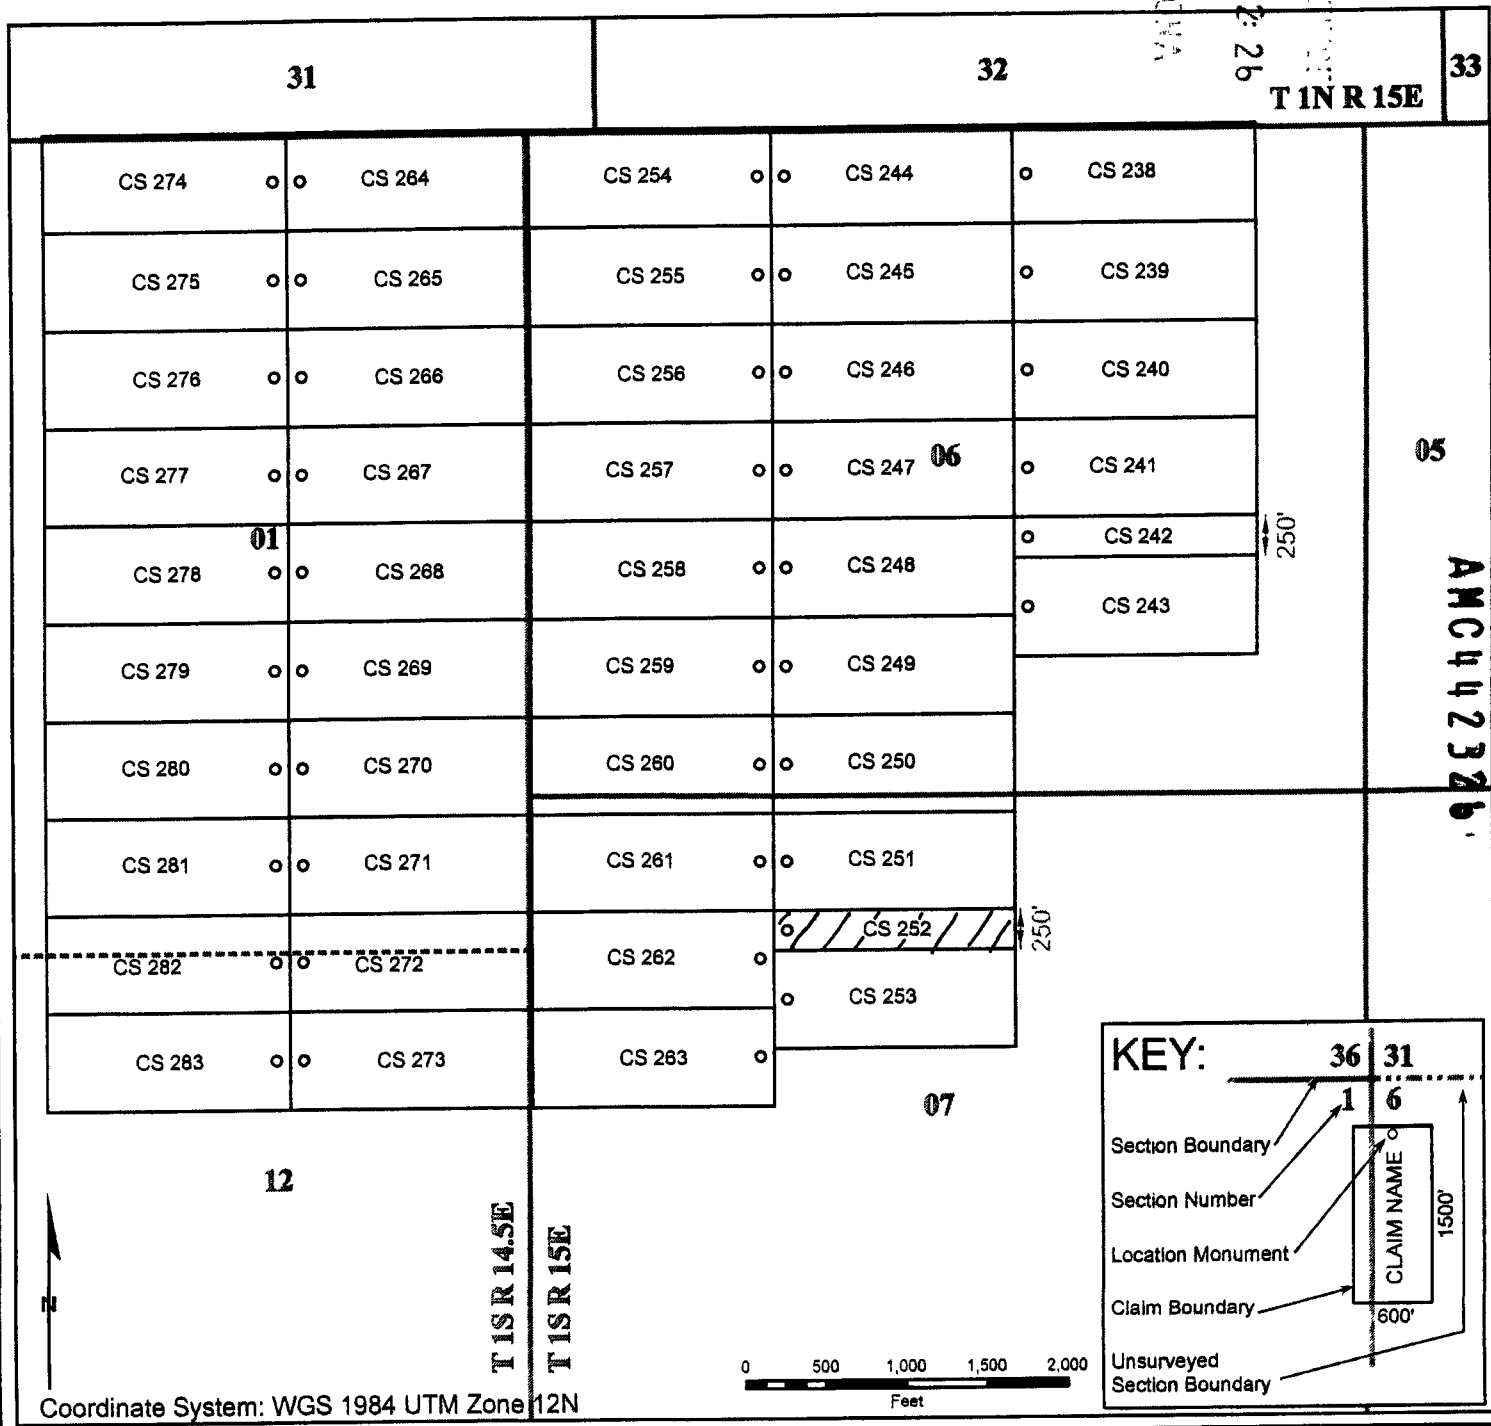 31 32 33
2: 26
T 1N R 15E
CS 274 CS 264 CS 254 CS 244 CS 238
CS 275 CS 265 CS 255 CS 245 CS 239
CS 276 CS 266 CS 256 CS 246 CS 240
CS 277 CS 267 CS 257 CS 247 06 CS 241 05
01 CS 242 250'
CS 278 CS 268 CS 258 CS 248 CS 243
CS 279 CS 269 CS 259 CS 249
CS 280 CS 270 CS 260 CS 250
CS 281 CS 271 CS 261 CS 251
CS 252 250'
CS 282 CS 272 CS 262
CS 253
CS 283 CS 273 CS 263
07
12
T 1S R 14.5E
T 1S R 15E
N
KEY:
36 31
1 6
Section Boundary
Section Number
Location Monument
Claim Boundary
Unsurveyed
Section Boundary
CLAIM NAME
1500'
600'
0 500 1,000 1,500 2,000
Feet
Coordinate System: WGS 1984 UTM Zone 12N